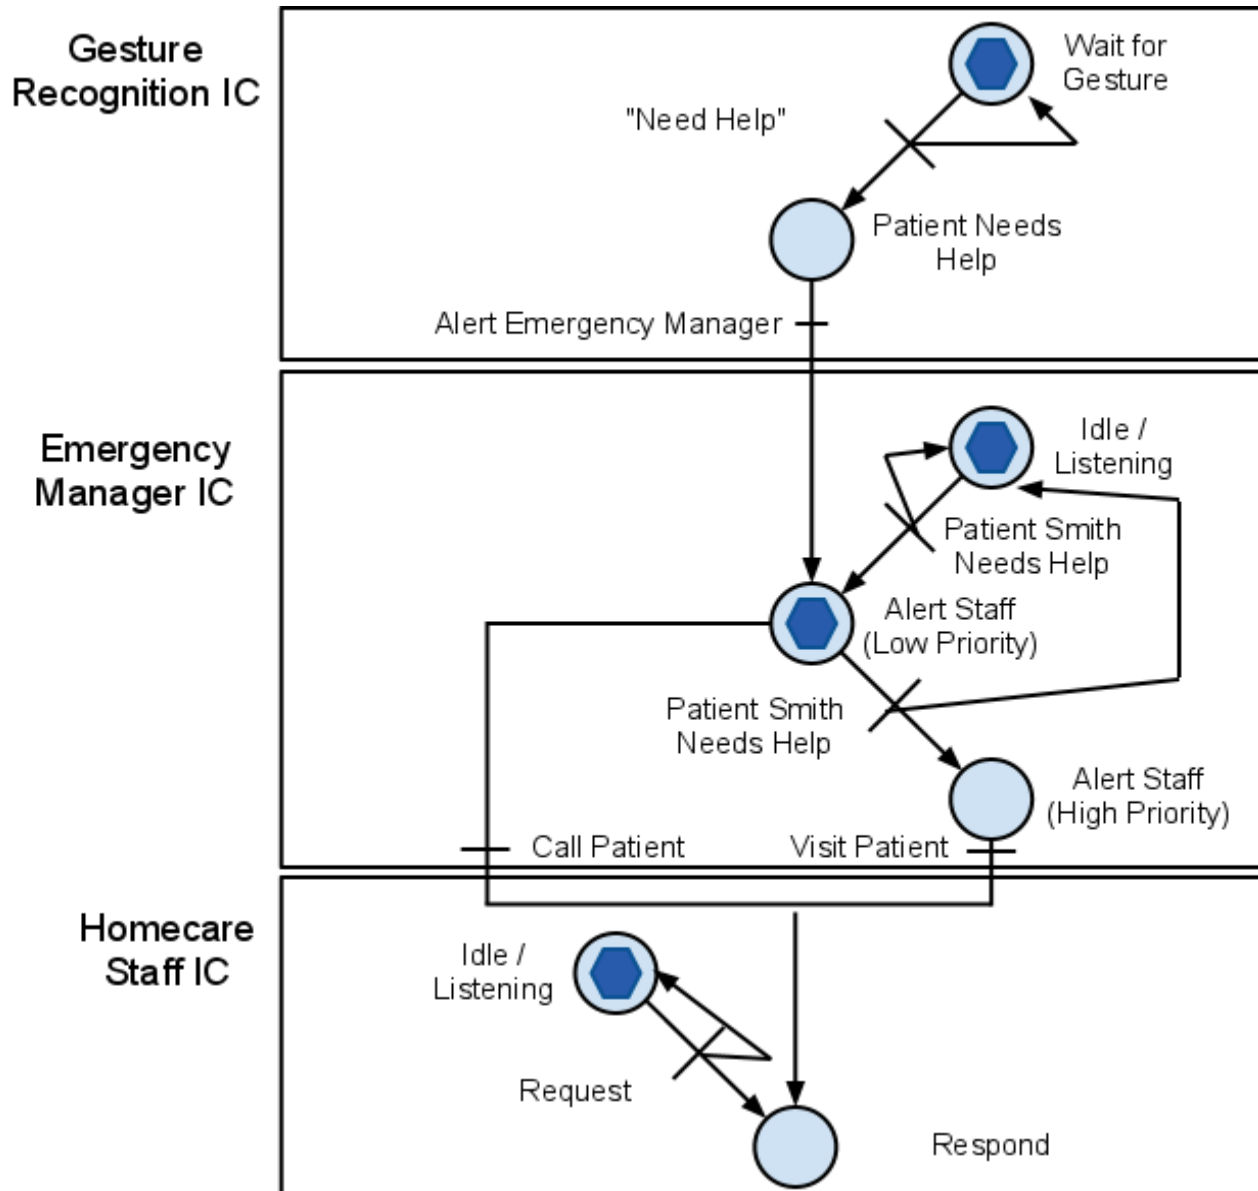 Gesture
Recognition IC
Wait for
Gesture
"Need Help"
Patient Needs
Help
Alert Emergency Manager
Emergency
Manager IC
Idle /
Listening
Patient Smith
Needs Help
Alert Staff
(Low Priority)
Patient Smith
Needs Help
Alert Staff
(High Priority)
Call Patient
Visit Patient
Homecare
Staff IC
Idle /
Listening
Request
Respond